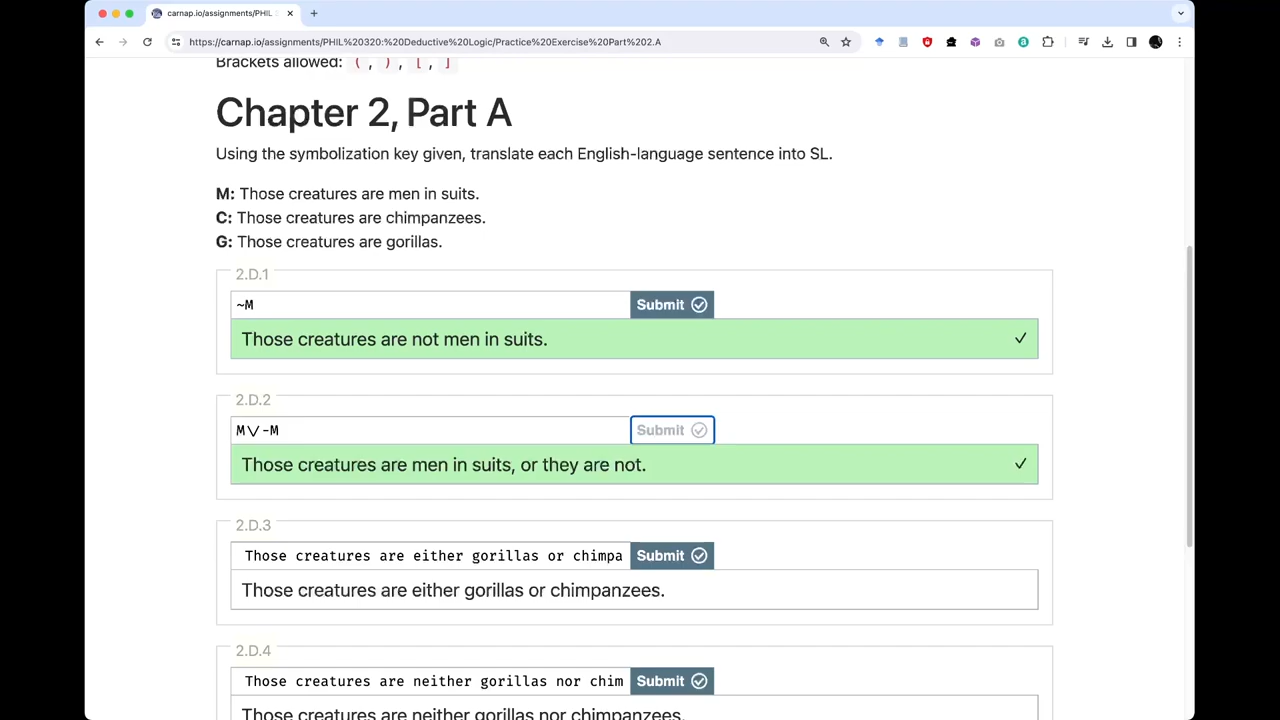 carnap.io/assignments/PHIL
https://carnap.io/assignments/PHIL%20320:%20Deductive%20Logic/Practice%20Exercise%20Part%202.A
Brackets allowed: ( , ) , [ , ]
Chapter 2, Part A
Using the symbolization key given, translate each English-language sentence into SL.
M: Those creatures are men in suits.
C: Those creatures are chimpanzees.
G: Those creatures are gorillas.
2.D.1
~M Submit
Those creatures are not men in suits. ✓
2.D.2
M∨-M Submit
Those creatures are men in suits, or they are not. ✓
2.D.3
Those creatures are either gorillas or chimpa Submit
Those creatures are either gorillas or chimpanzees.
2.D.4
Those creatures are neither gorillas nor chim Submit
Those creatures are neither gorillas nor chimpanzees.